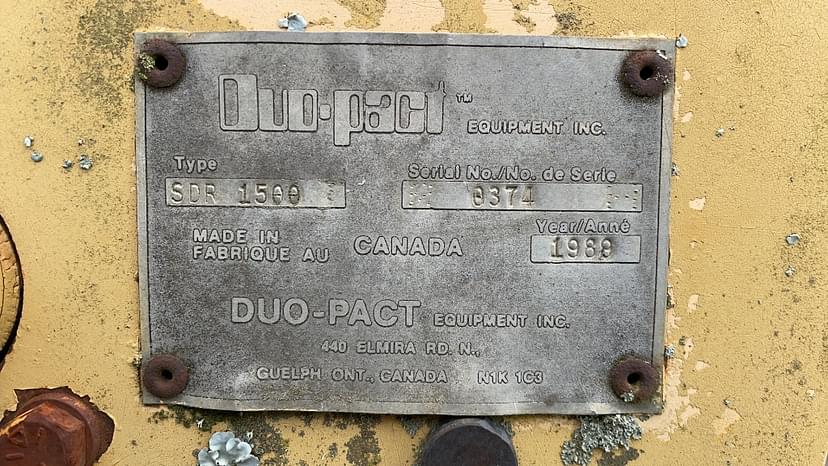 Duo-pact™ EQUIPMENT INC.
Type
SDR 1500
Serial No./No. de Serie
0374
MADE IN
FABRIQUE AU CANADA
Year/Anné
1989
DUO-PACT EQUIPMENT INC.
440 ELMIRA RD. N.,
GUELPH ONT., CANADA N1K 1C3